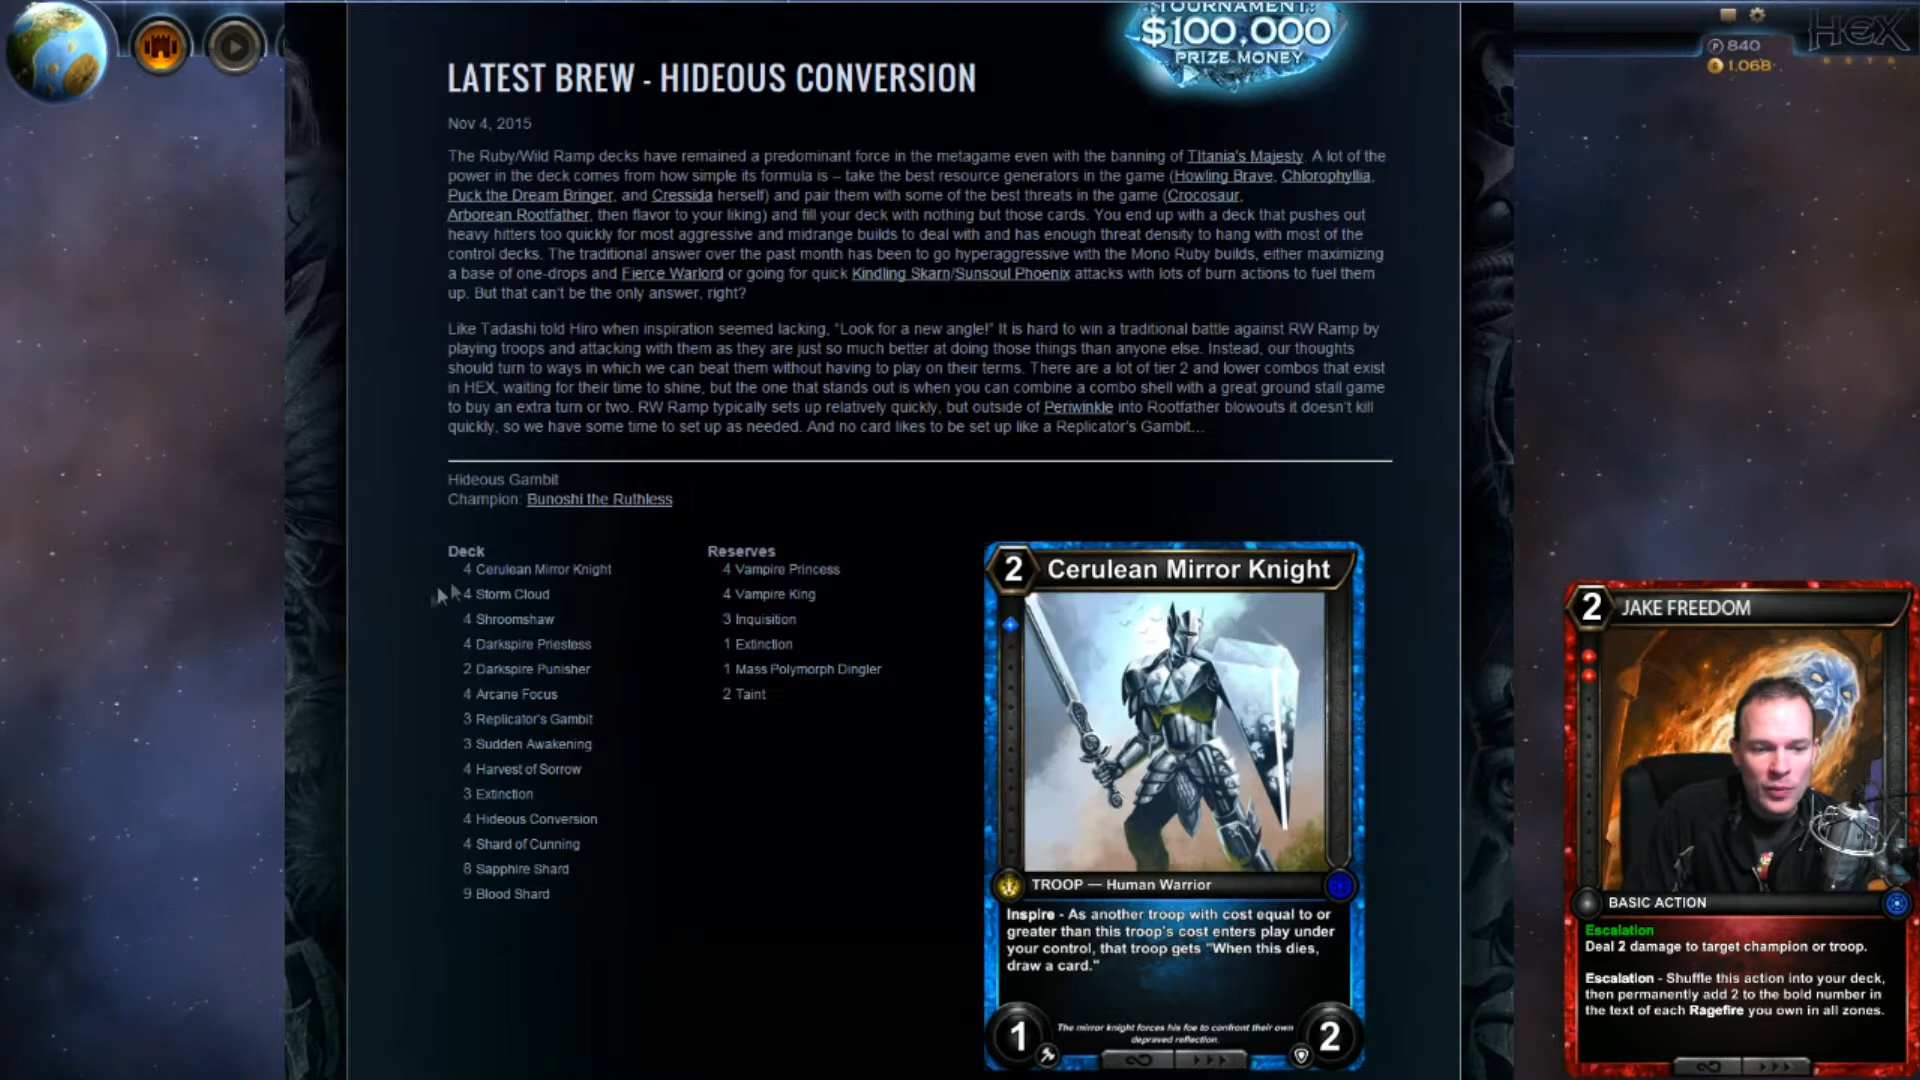 TOURNAMENT:
$100,000
PRIZE MONEY
HEX
BETA
840
1.068
LATEST BREW - HIDEOUS CONVERSION
Nov 4, 2015
The Ruby/Wild Ramp decks have remained a predominant force in the metagame even with the banning of TItania's Majesty. A lot of the
power in the deck comes from how simple its formula is – take the best resource generators in the game (Howling Brave, Chlorophyllia,
Puck the Dream Bringer, and Cressida herself) and pair them with some of the best threats in the game (Crocosaur,
Arborean Rootfather, then flavor to your liking) and fill your deck with nothing but those cards. You end up with a deck that pushes out
heavy hitters too quickly for most aggressive and midrange builds to deal with and has enough threat density to hang with most of the
control decks. The traditional answer over the past month has been to go hyperaggressive with the Mono Ruby builds, either maximizing
a base of one-drops and Fierce Warlord or going for quick Kindling Skarn/Sunsoul Phoenix attacks with lots of burn actions to fuel them
up. But that can't be the only answer, right?
Like Tadashi told Hiro when inspiration seemed lacking, "Look for a new angle!" It is hard to win a traditional battle against RW Ramp by
playing troops and attacking with them as they are just so much better at doing those things than anyone else. Instead, our thoughts
should turn to ways in which we can beat them without having to play on their terms. There are a lot of tier 2 and lower combos that exist
in HEX, waiting for their time to shine, but the one that stands out is when you can combine a combo shell with a great ground stall game
to buy an extra turn or two. RW Ramp typically sets up relatively quickly, but outside of Periwinkle into Rootfather blowouts it doesn't kill
quickly, so we have some time to set up as needed. And no card likes to be set up like a Replicator's Gambit...
Hideous Gambit
Champion: Bunoshi the Ruthless
Deck
4 Cerulean Mirror Knight
4 Storm Cloud
4 Shroomshaw
4 Darkspire Priestess
2 Darkspire Punisher
4 Arcane Focus
3 Replicator's Gambit
3 Sudden Awakening
4 Harvest of Sorrow
3 Extinction
4 Hideous Conversion
4 Shard of Cunning
8 Sapphire Shard
9 Blood Shard
Reserves
4 Vampire Princess
4 Vampire King
3 Inquisition
1 Extinction
1 Mass Polymorph Dingler
2 Taint
2 Cerulean Mirror Knight
TROOP — Human Warrior
Inspire - As another troop with cost equal to or
greater than this troop's cost enters play under
your control, that troop gets "When this dies,
draw a card."
The mirror knight forces his foe to confront their own
depraved reflection.
1
2
2 JAKE FREEDOM
BASIC ACTION
Escalation
Deal 2 damage to target champion or troop.
Escalation - Shuffle this action into your deck,
then permanently add 2 to the bold number in
the text of each Ragefire you own in all zones.